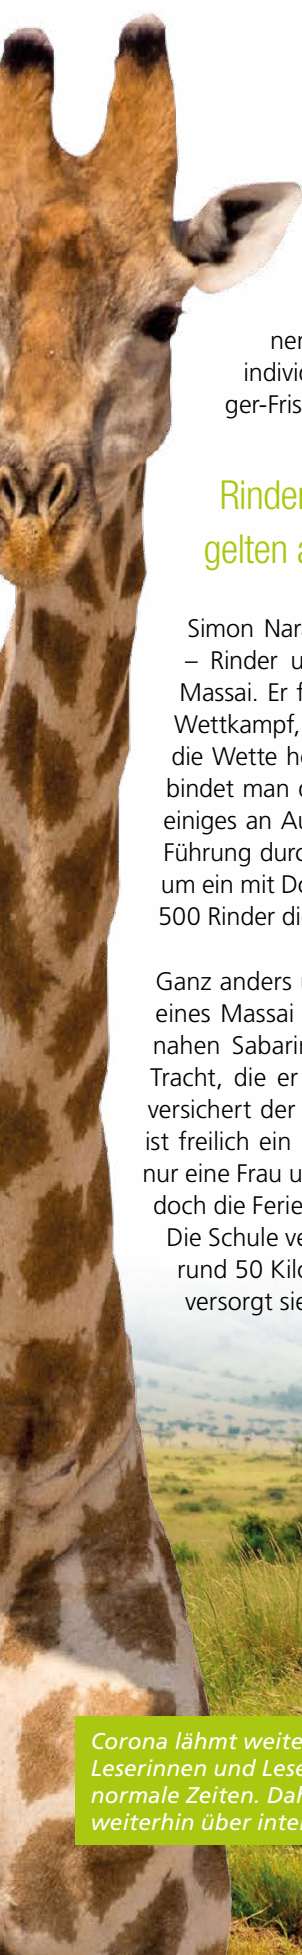 ner
indivi
ger-Fris
Rinder
gelten a
Simon Nar
– Rinder u
Massai. Er f
Wettkampf,
die Wette h
bindet man
einiges an Au
Führung durc
um ein mit Do
500 Rinder di
Ganz anders
eines Massai
nahen Sabari
Tracht, die er
versichert der
ist freilich ein
nur eine Frau u
doch die Ferie
Die Schule ve
rund 50 Kilo
versorgt sie
Corona lähmt weite
Leserinnen und Lese
normale Zeiten. Dah
weiterhin über inte